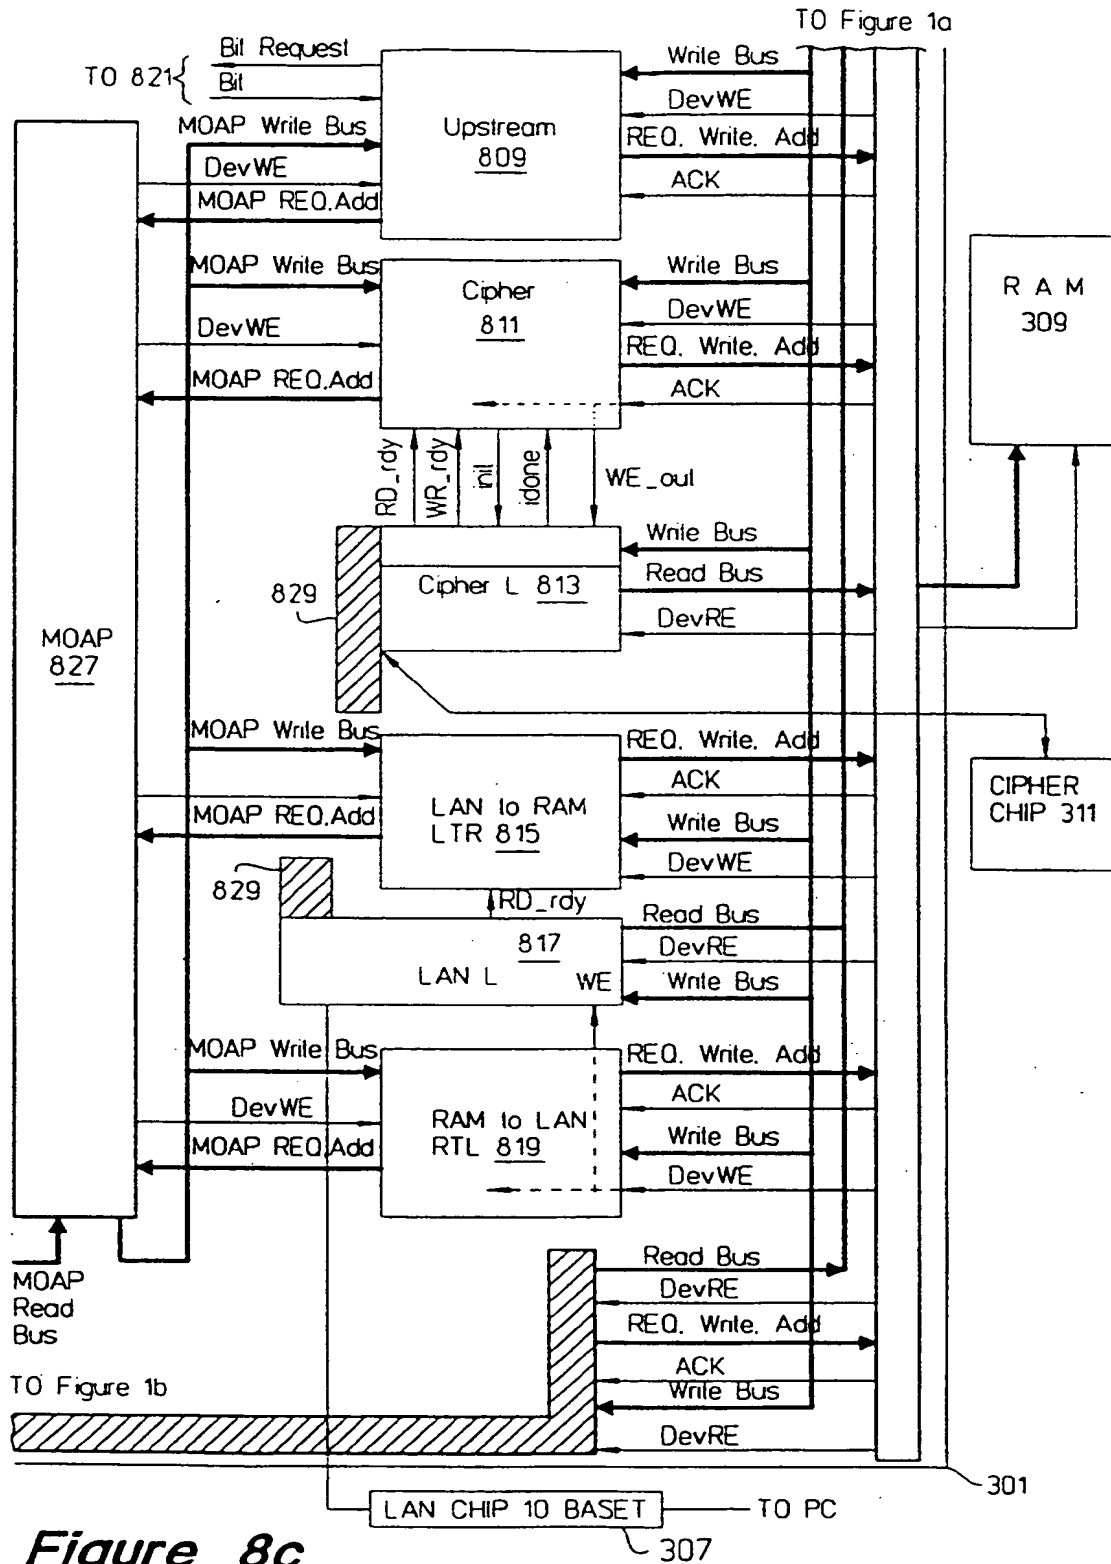 TO Figure 1a
Bit Request
TO 821
Bit
Write Bus
DevWE
MOAP Write Bus
Upstream
809
REQ. Write. Add
DevWE
ACK
MOAP REQ.Add
MOAP Write Bus
Cipher
811
Write Bus
DevWE
DevWE
REQ. Write. Add
MOAP REQ.Add
ACK
R A M
309
RD_rdy
WR_rdy
init
idone
WE_out
Write Bus
Cipher L 813
Read Bus
829
DevRE
MOAP
827
MOAP Write Bus
REQ. Write. Add
ACK
LAN to RAM
LTR 815
MOAP REQ.Add
Write Bus
DevWE
CIPHER
CHIP 311
829
RD_rdy
Read Bus
817
DevRE
LAN L
WE
Write Bus
MOAP Write Bus
REQ. Write. Add
DevWE
ACK
RAM to LAN
RTL 819
MOAP REQ.Add
Write Bus
DevWE
MOAP
Read
Bus
Read Bus
DevRE
REQ. Write. Add
ACK
TO Figure 1b
Write Bus
DevRE
301
LAN CHIP 10 BASET
TO PC
307
Figure 8c